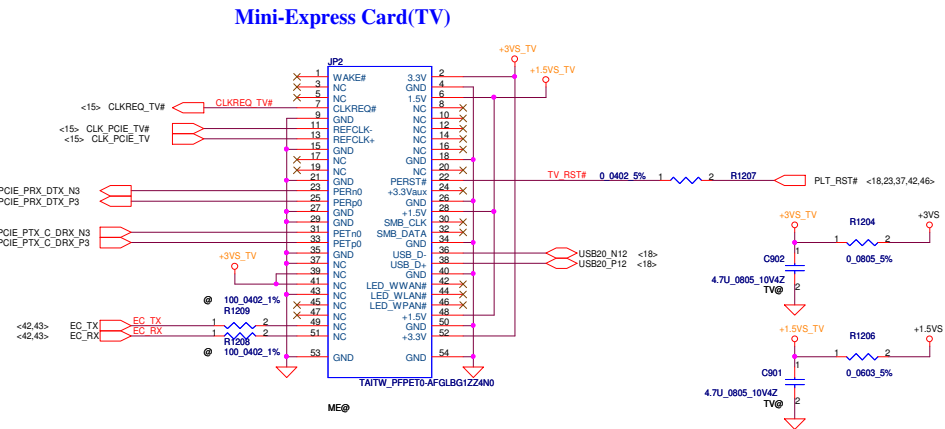 Mini-Express Card(TV)
+3VS_TV
+1.5VS_TV
JP2
1 WAKE# 3.3V 2
3 NC GND 4
5 NC 1.5V 6
<15> CLKREQ_TV# CLKREQ_TV# 7 CLKREQ# NC 8
9 GND NC 10
<15> CLK_PCIE_TV# 11 REFCLK- NC 12
<15> CLK_PCIE_TV 13 REFCLK+ NC 14
15 GND NC 16
17 NC GND 18
19 NC NC 20
21 GND PERST# 22 TV_RST# 0_0402_5% 1 2 R1207 PLT_RST# <18,23,37,42,46>
PCIE_PRX_DTX_N3 23 PERn0 +3.3Vaux 24
PCIE_PRX_DTX_P3 25 PERp0 GND 26
27 GND +1.5V 28
29 GND SMB_CLK 30
PCIE_PTX_C_DRX_N3 31 PETn0 SMB_DATA 32
PCIE_PTX_C_DRX_P3 33 PETp0 GND 34
35 GND USB_D- 36 USB20_N12 <18>
37 NC USB_D+ 38 USB20_P12 <18>
+3VS_TV
39 NC GND 40
41 NC LED_WWAN# 42
43 NC LED_WLAN# 44
45 NC LED_WPAN# 46
47 NC +1.5V 48
@ 100_0402_1%
R1209
<42,43> EC_TX EC_TX 1 2 49 NC GND 50
<42,43> EC_RX EC_RX 1 2 51 NC +3.3V 52
R1208
@ 100_0402_1%
53 GND GND 54
TAITW_PFPET0-AFGLBG1ZZ4N0
ME@
+3VS_TV R1204 +3VS
1 2
0_0805_5%
C902 1
4.7U_0805_10V4Z 2
TV@
+1.5VS_TV R1206 +1.5VS
1 2
0_0603_5%
C901 1
4.7U_0805_10V4Z 2
TV@